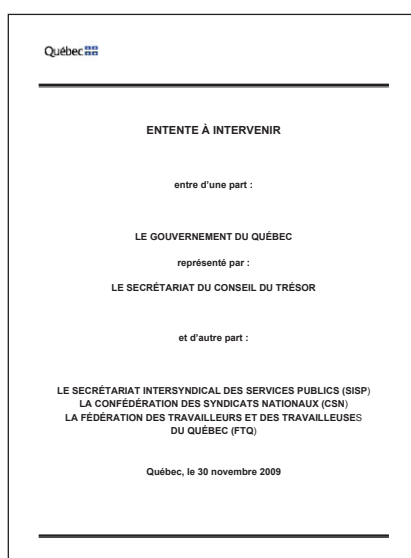 Québec
ENTENTE À INTERVENIR
entre d'une part :
LE GOUVERNEMENT DU QUÉBEC
représenté par :
LE SECRÉTARIAT DU CONSEIL DU TRÉSOR
et d'autre part :
LE SECRÉTARIAT INTERSYNDICAL DES SERVICES PUBLICS (SISP)
LA CONFÉDÉRATION DES SYNDICATS NATIONAUX (CSN)
LA FÉDÉRATION DES TRAVAILLEURS ET DES TRAVAILLEUSES
DU QUÉBEC (FTQ)
Québec, le 30 novembre 2009